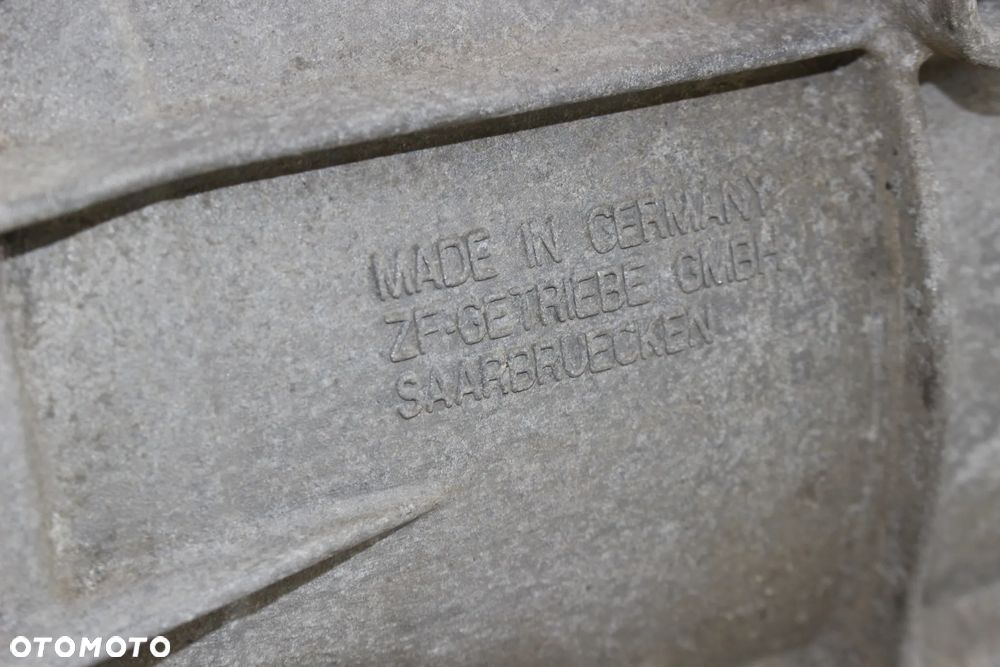 MADE IN GERMANY
ZF-GETRIEBE GMBH
SAARBRUECKEN
OTOMOTO